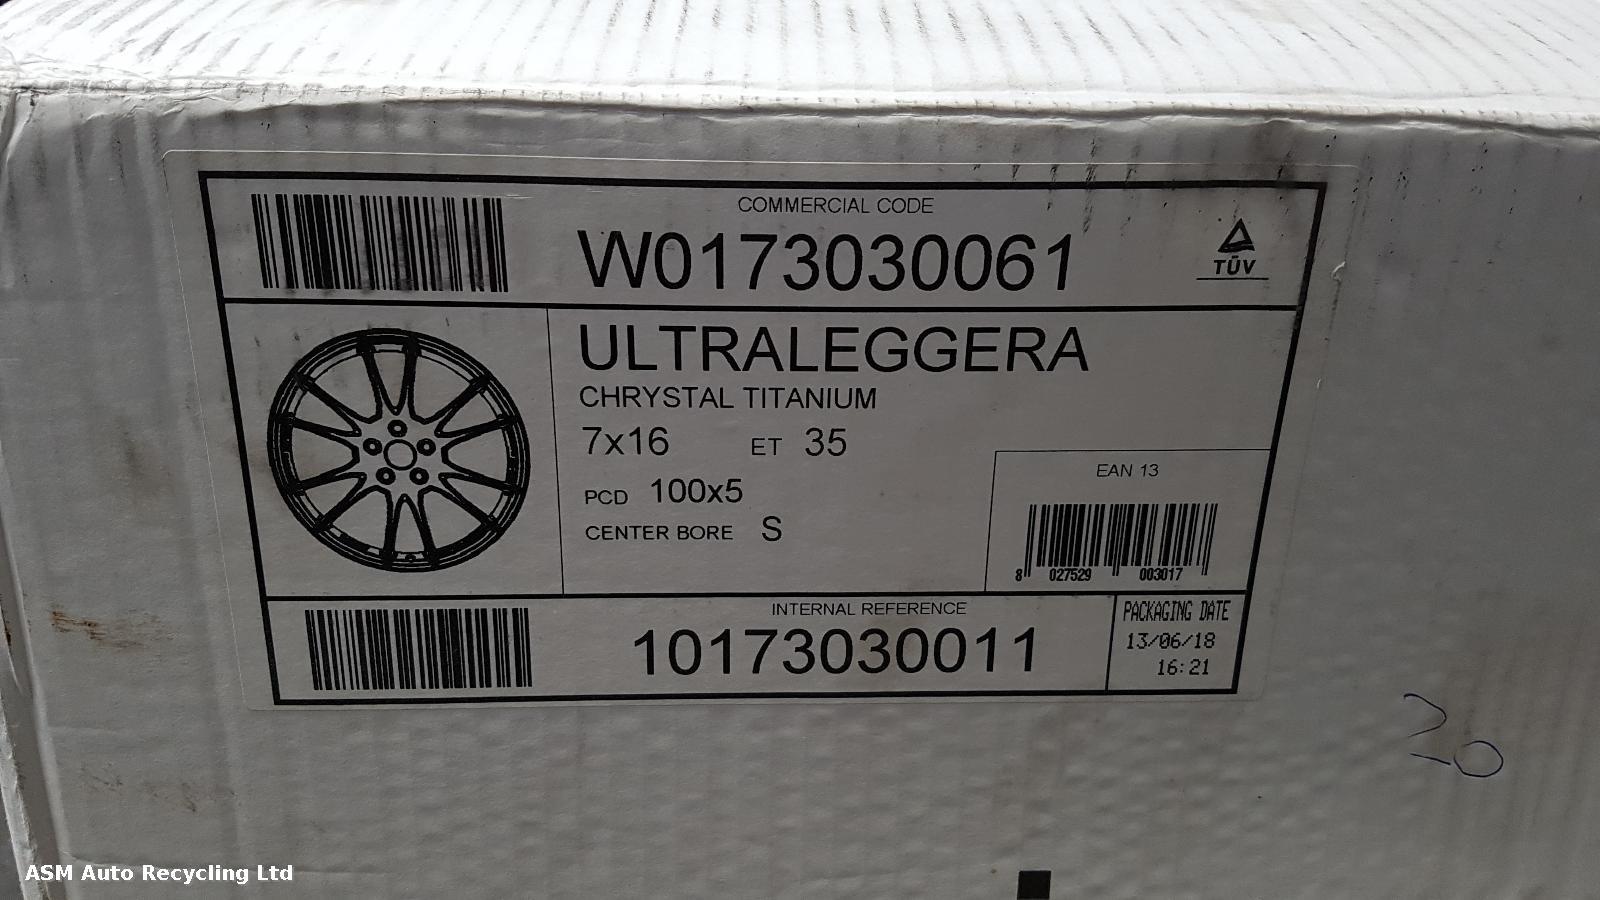 COMMERCIAL CODE
W0173030061
TÜV
ULTRALEGGERA
CHRYSTAL TITANIUM
7x16 ET 35
PCD 100x5
CENTER BORE S
EAN 13
8 027529 003017
INTERNAL REFERENCE
10173030011
PACKAGING DATE
13/06/18
16:21
20
ASM Auto Recycling Ltd